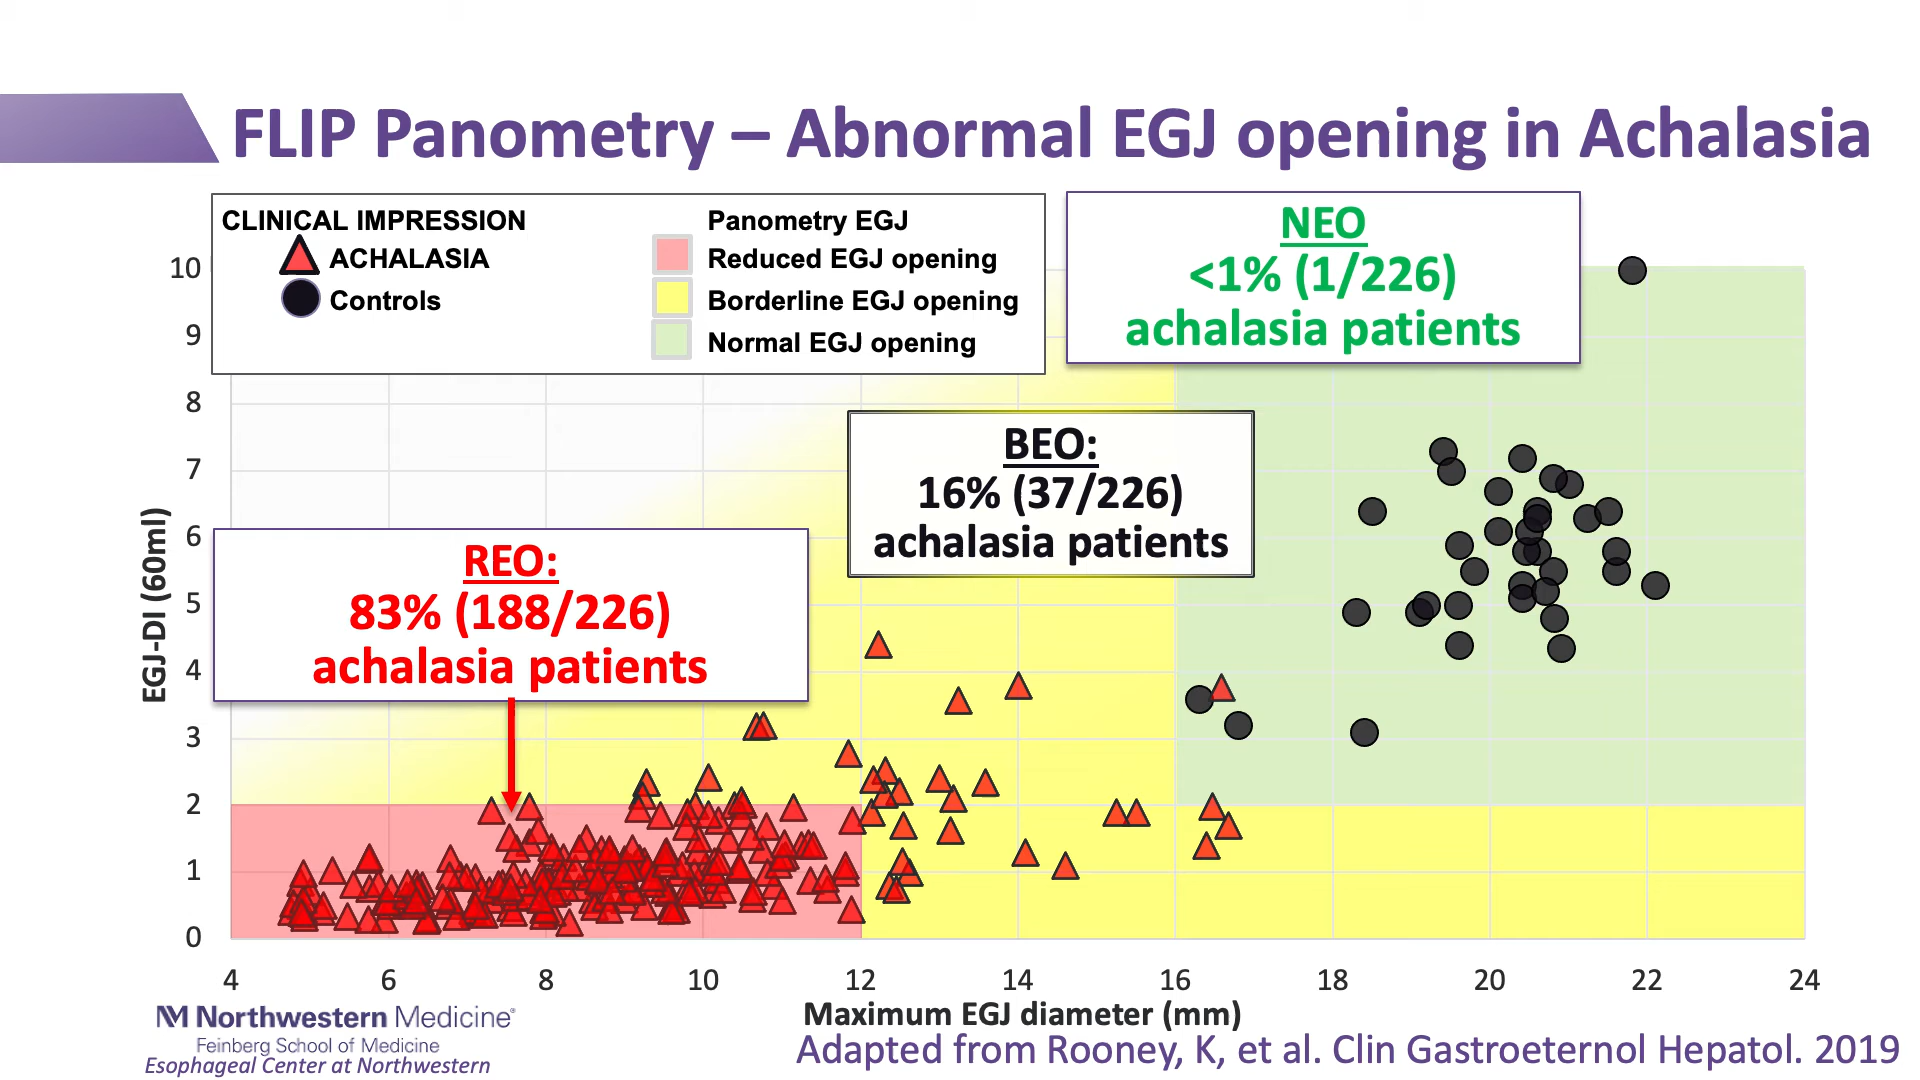 FLIP Panometry – Abnormal EGJ opening in Achalasia
CLINICAL IMPRESSION
ACHALASIA
Controls
Panometry EGJ
Reduced EGJ opening
Borderline EGJ opening
Normal EGJ opening
NEO
<1% (1/226)
achalasia patients
BEO:
16% (37/226)
achalasia patients
REO:
83% (188/226)
achalasia patients
EGJ-DI (60ml)
10
9
8
7
6
5
4
3
2
1
0
4 6 8 10 12 14 16 18 20 22 24
Maximum EGJ diameter (mm)
Northwestern Medicine®
Feinberg School of Medicine
Esophageal Center at Northwestern
Adapted from Rooney, K, et al. Clin Gastroeternol Hepatol. 2019